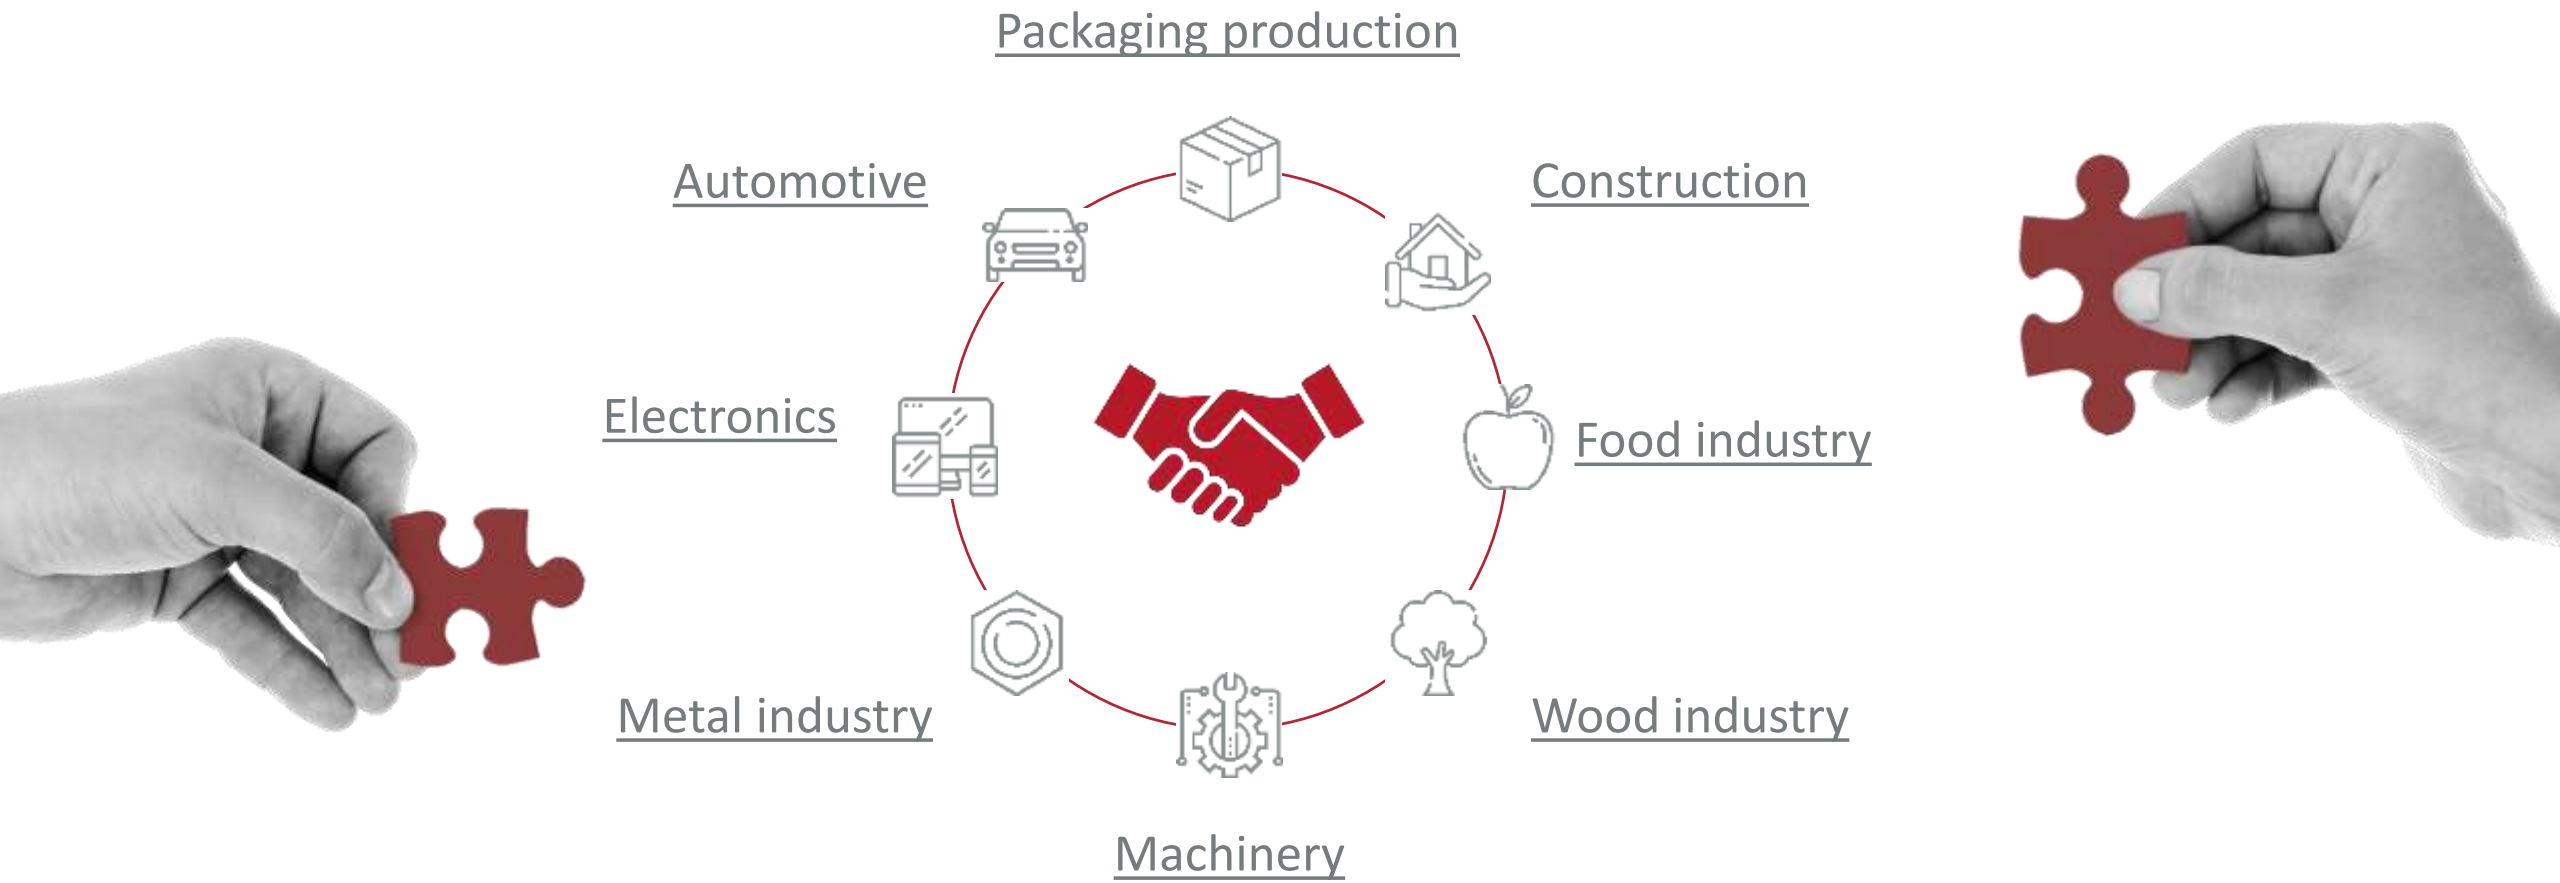 Packaging production
Automotive
Construction
Electronics
Food industry
Metal industry
Wood industry
Machinery